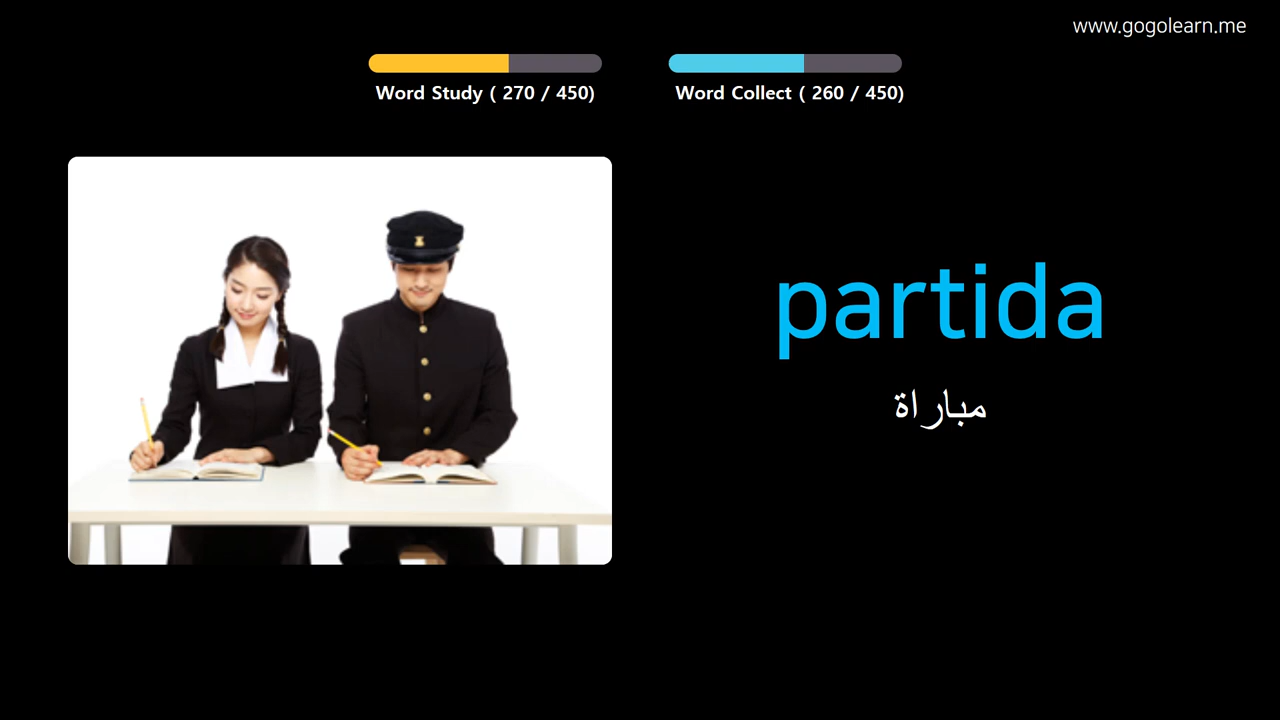 www.gogolearn.me
Word Study ( 270 / 450)
Word Collect ( 260 / 450)
partida
مباراة